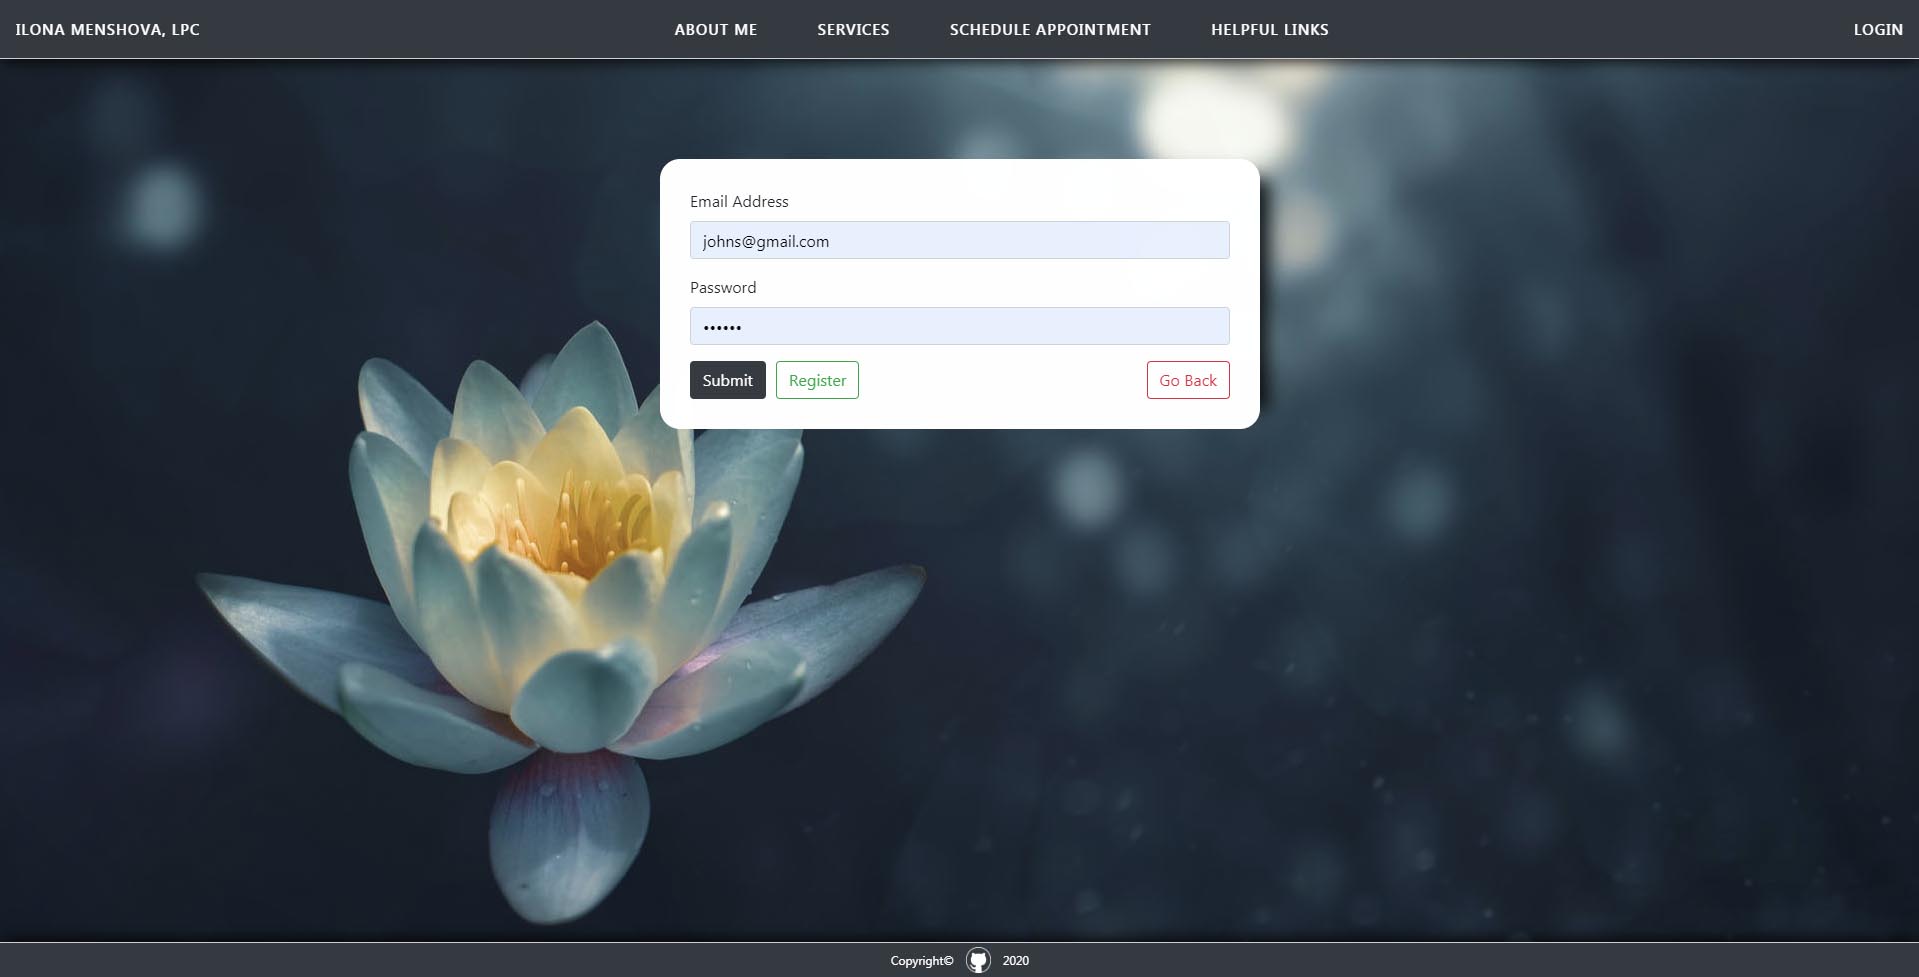 ILONA MENSHOVA, LPC
ABOUT ME
SERVICES
SCHEDULE APPOINTMENT
HELPFUL LINKS
LOGIN
Email Address
johns@gmail.com
Password
••••••
Submit
Register
Go Back
Copyright© 2020